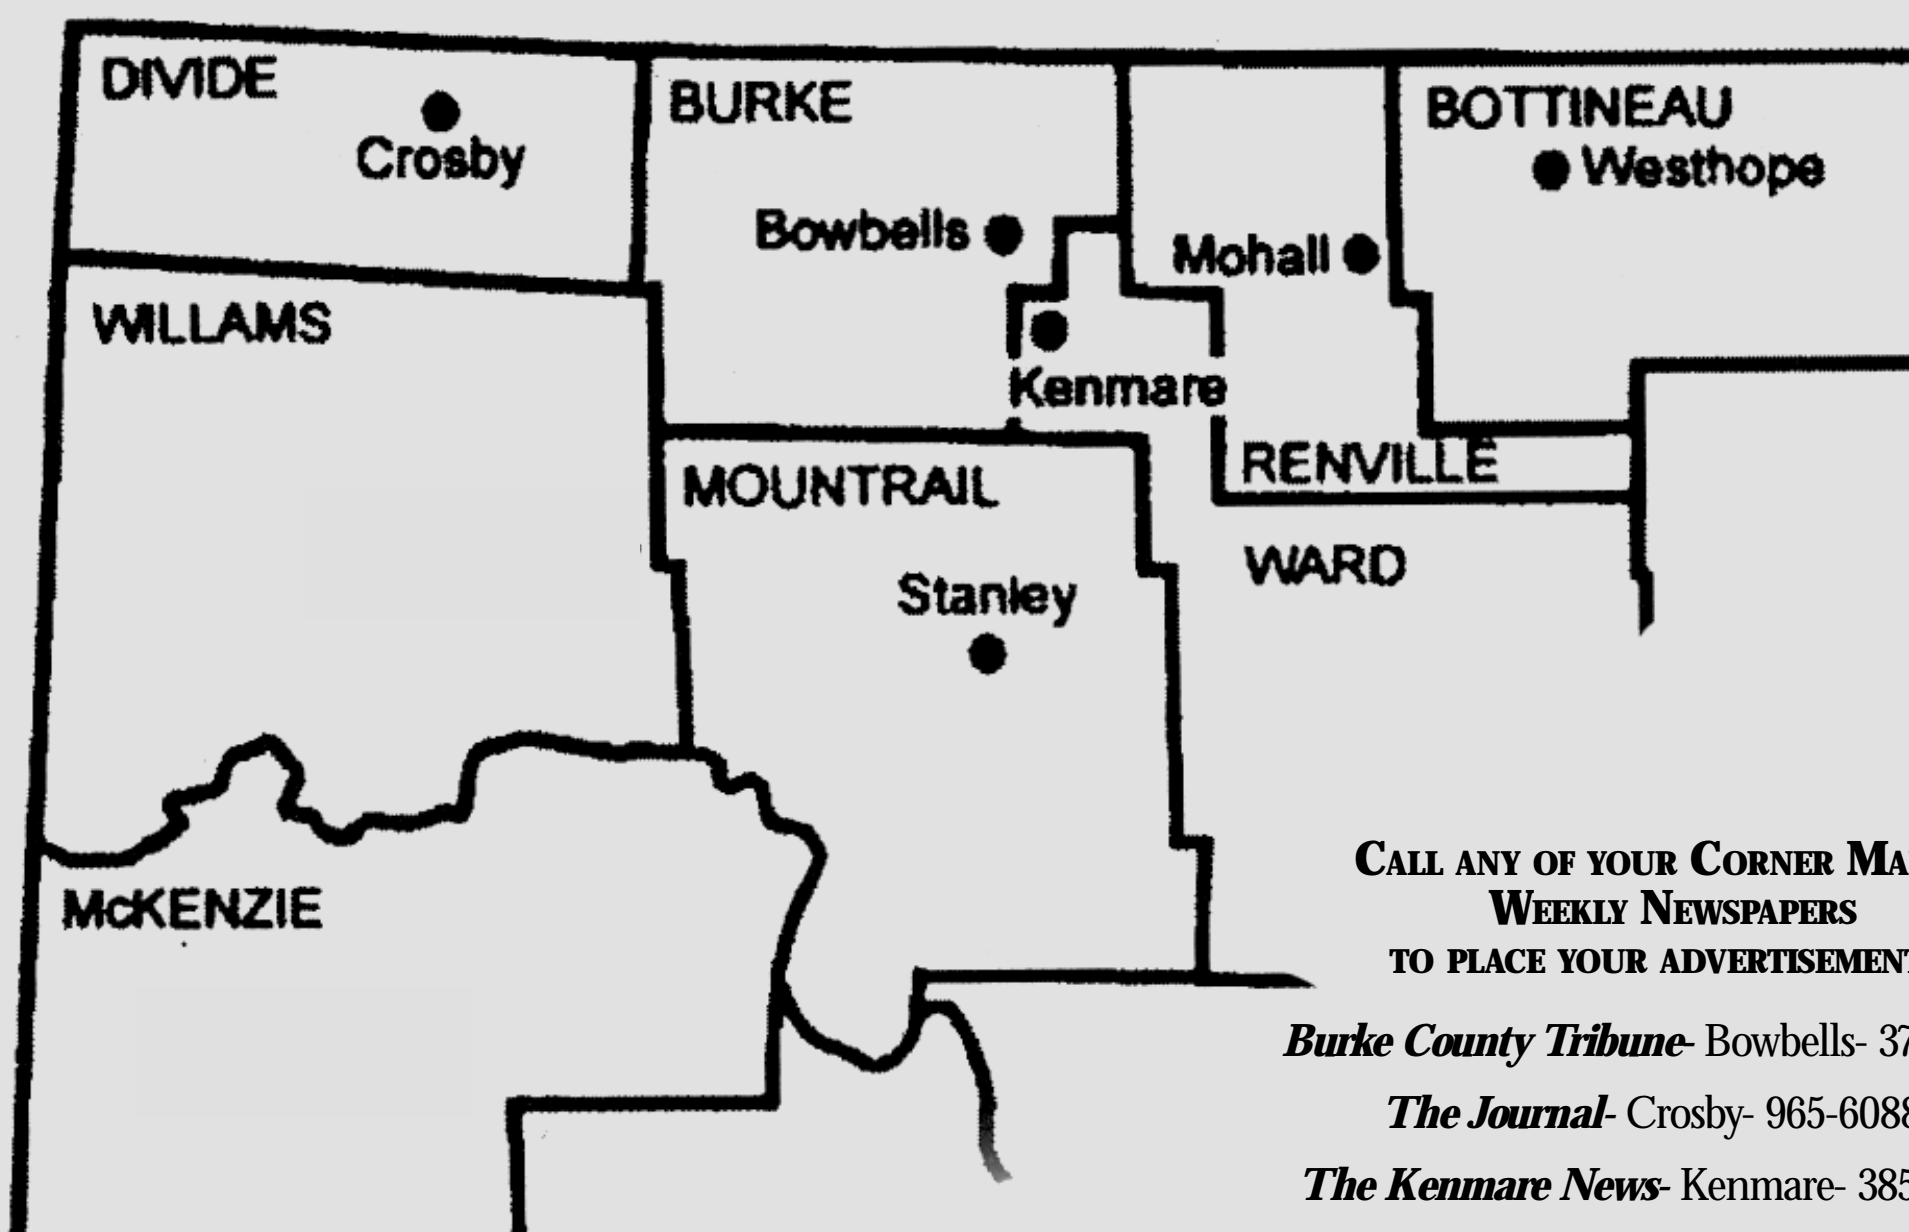 DIVIDE
Crosby
BURKE
BOTTINEAU
Westhope
Bowbells
Mohall
WILLAMS
Kenmare
RENVILLE
MOUNTRAIL
WARD
Stanley
McKENZIE
CALL ANY OF YOUR CORNER MA
WEEKLY NEWSPAPERS
TO PLACE YOUR ADVERTISEMENT
Burke County Tribune- Bowbells- 37
The Journal- Crosby- 965-6088
The Kenmare News- Kenmare- 385